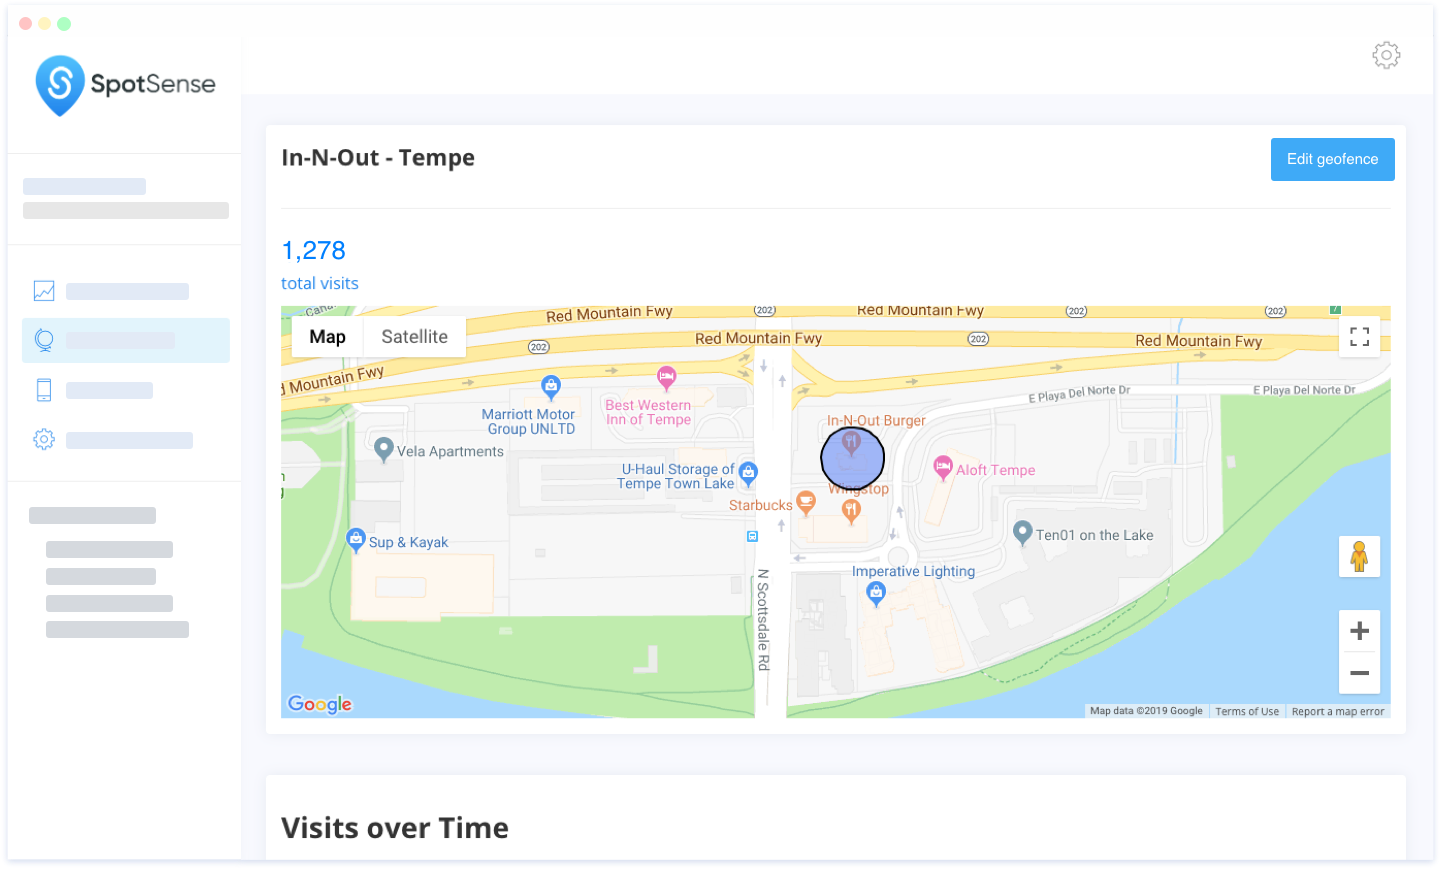 SpotSense
In-N-Out - Tempe
Edit geofence
1,278
total visits
Map
Satellite
Red Mountain Fwy
202
Red Mountain Fwy
202
202
7
202
Red Mountain Fwy
202
Red Mountain Fwy
d Mountain Fwy
E Playa Del Norte Dr
E Playa Del Norte Dr
Best Western
Inn of Tempe
Marriott Motor
Group UNLTD
In-N-Out Burger
Vela Apartments
U-Haul Storage of
Tempe Town Lake
Aloft Tempe
Wingstop
Starbucks
Sup & Kayak
Ten01 on the Lake
Imperative Lighting
N Scottsdale Rd
Google
Map data ©2019 Google
Terms of Use
Report a map error
Visits over Time